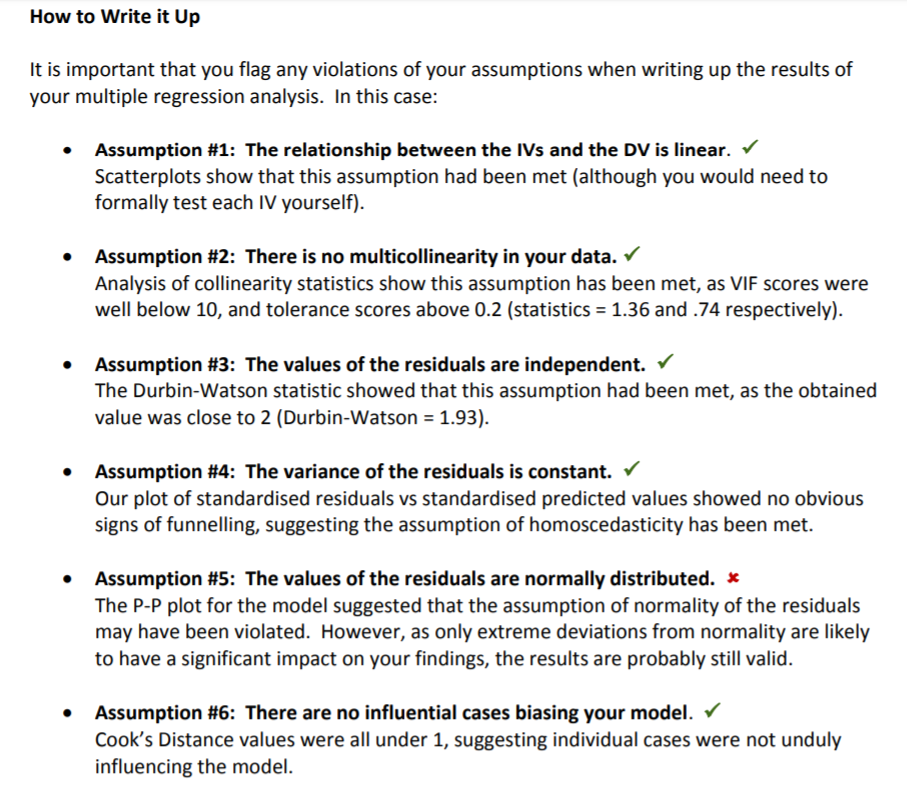 How to Write it Up
It is important that you flag any violations of your assumptions when writing up the results of
your multiple regression analysis.  In this case:
• Assumption #1:  The relationship between the IVs and the DV is linear. ✓
Scatterplots show that this assumption had been met (although you would need to
formally test each IV yourself).
• Assumption #2:  There is no multicollinearity in your data. ✓
Analysis of collinearity statistics show this assumption has been met, as VIF scores were
well below 10, and tolerance scores above 0.2 (statistics = 1.36 and .74 respectively).
• Assumption #3:  The values of the residuals are independent. ✓
The Durbin-Watson statistic showed that this assumption had been met, as the obtained
value was close to 2 (Durbin-Watson = 1.93).
• Assumption #4:  The variance of the residuals is constant. ✓
Our plot of standardised residuals vs standardised predicted values showed no obvious
signs of funnelling, suggesting the assumption of homoscedasticity has been met.
• Assumption #5:  The values of the residuals are normally distributed. ✗
The P-P plot for the model suggested that the assumption of normality of the residuals
may have been violated.  However, as only extreme deviations from normality are likely
to have a significant impact on your findings, the results are probably still valid.
• Assumption #6:  There are no influential cases biasing your model. ✓
Cook’s Distance values were all under 1, suggesting individual cases were not unduly
influencing the model.